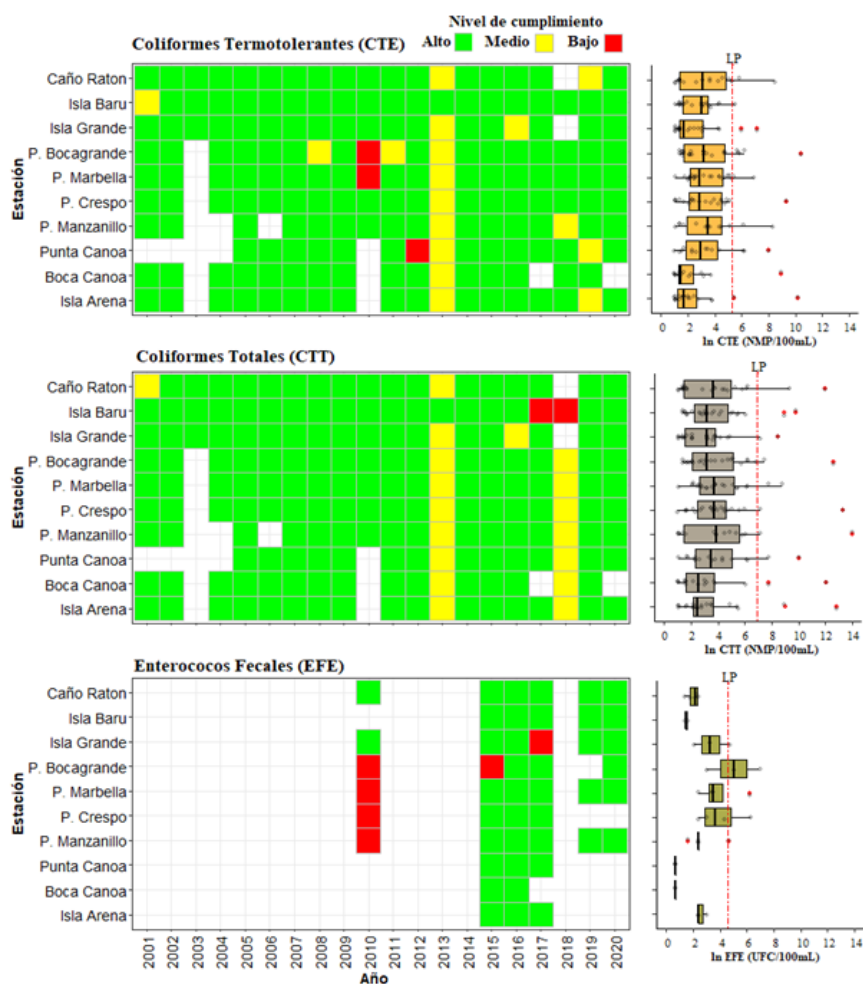 Nivel de cumplimiento
Coliformes Termotolerantes (CTE)
Alto Medio Bajo
LP
Estación
Caño Raton
Isla Baru
Isla Grande
P. Bocagrande
P. Marbella
P. Crespo
P. Manzanillo
Punta Canoa
Boca Canoa
Isla Arena
0 2 4 6 8 10 12 14
ln CTE (NMP/100mL)
Coliformes Totales (CTT)
LP
Estación
Caño Raton
Isla Baru
Isla Grande
P. Bocagrande
P. Marbella
P. Crespo
P. Manzanillo
Punta Canoa
Boca Canoa
Isla Arena
0 2 4 6 8 10 12 14
ln CTT (NMP/100mL)
Enterococos Fecales (EFE)
LP
Estación
Caño Raton
Isla Baru
Isla Grande
P. Bocagrande
P. Marbella
P. Crespo
P. Manzanillo
Punta Canoa
Boca Canoa
Isla Arena
0 2 4 6 8 10 12 14
ln EFE (UFC/100mL)
2001 2002 2003 2004 2005 2006 2007 2008 2009 2010 2011 2012 2013 2014 2015 2016 2017 2018 2019 2020
Año